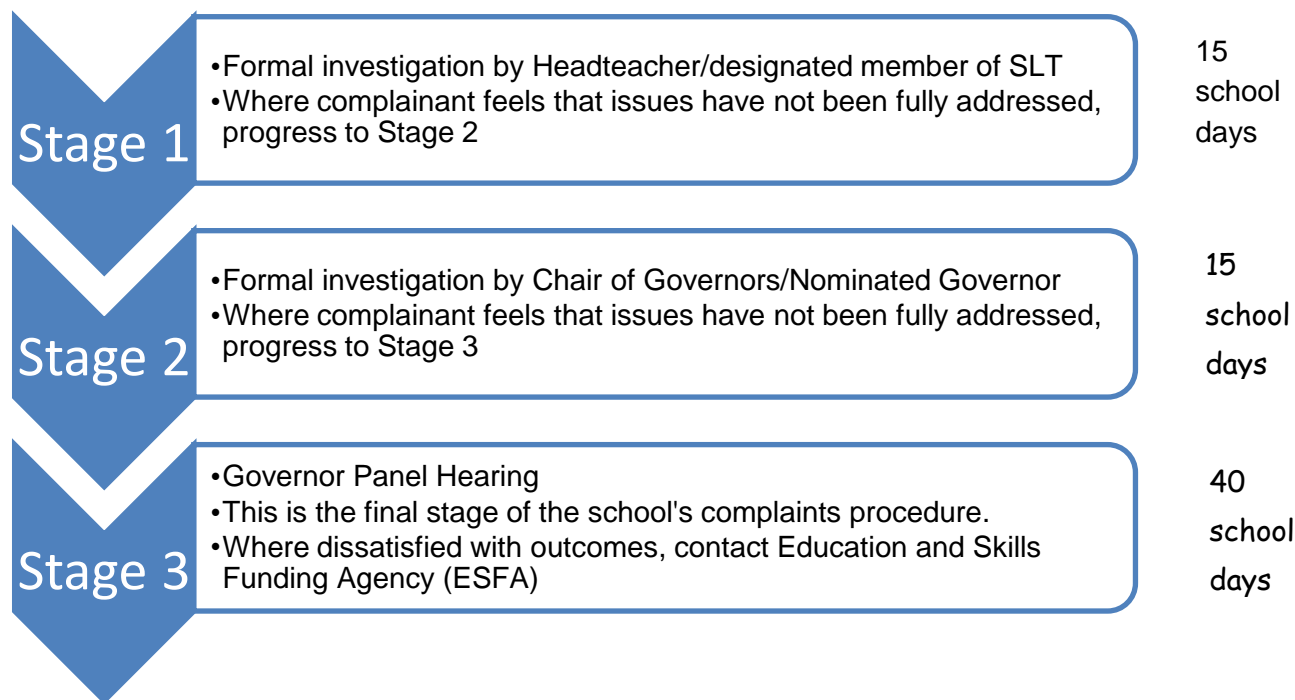 Stage 1
•Formal investigation by Headteacher/designated member of SLT
•Where complainant feels that issues have not been fully addressed,
progress to Stage 2
15
school
days
Stage 2
•Formal investigation by Chair of Governors/Nominated Governor
•Where complainant feels that issues have not been fully addressed,
progress to Stage 3
15
school
days
Stage 3
•Governor Panel Hearing
•This is the final stage of the school's complaints procedure.
•Where dissatisfied with outcomes, contact Education and Skills
Funding Agency (ESFA)
40
school
days